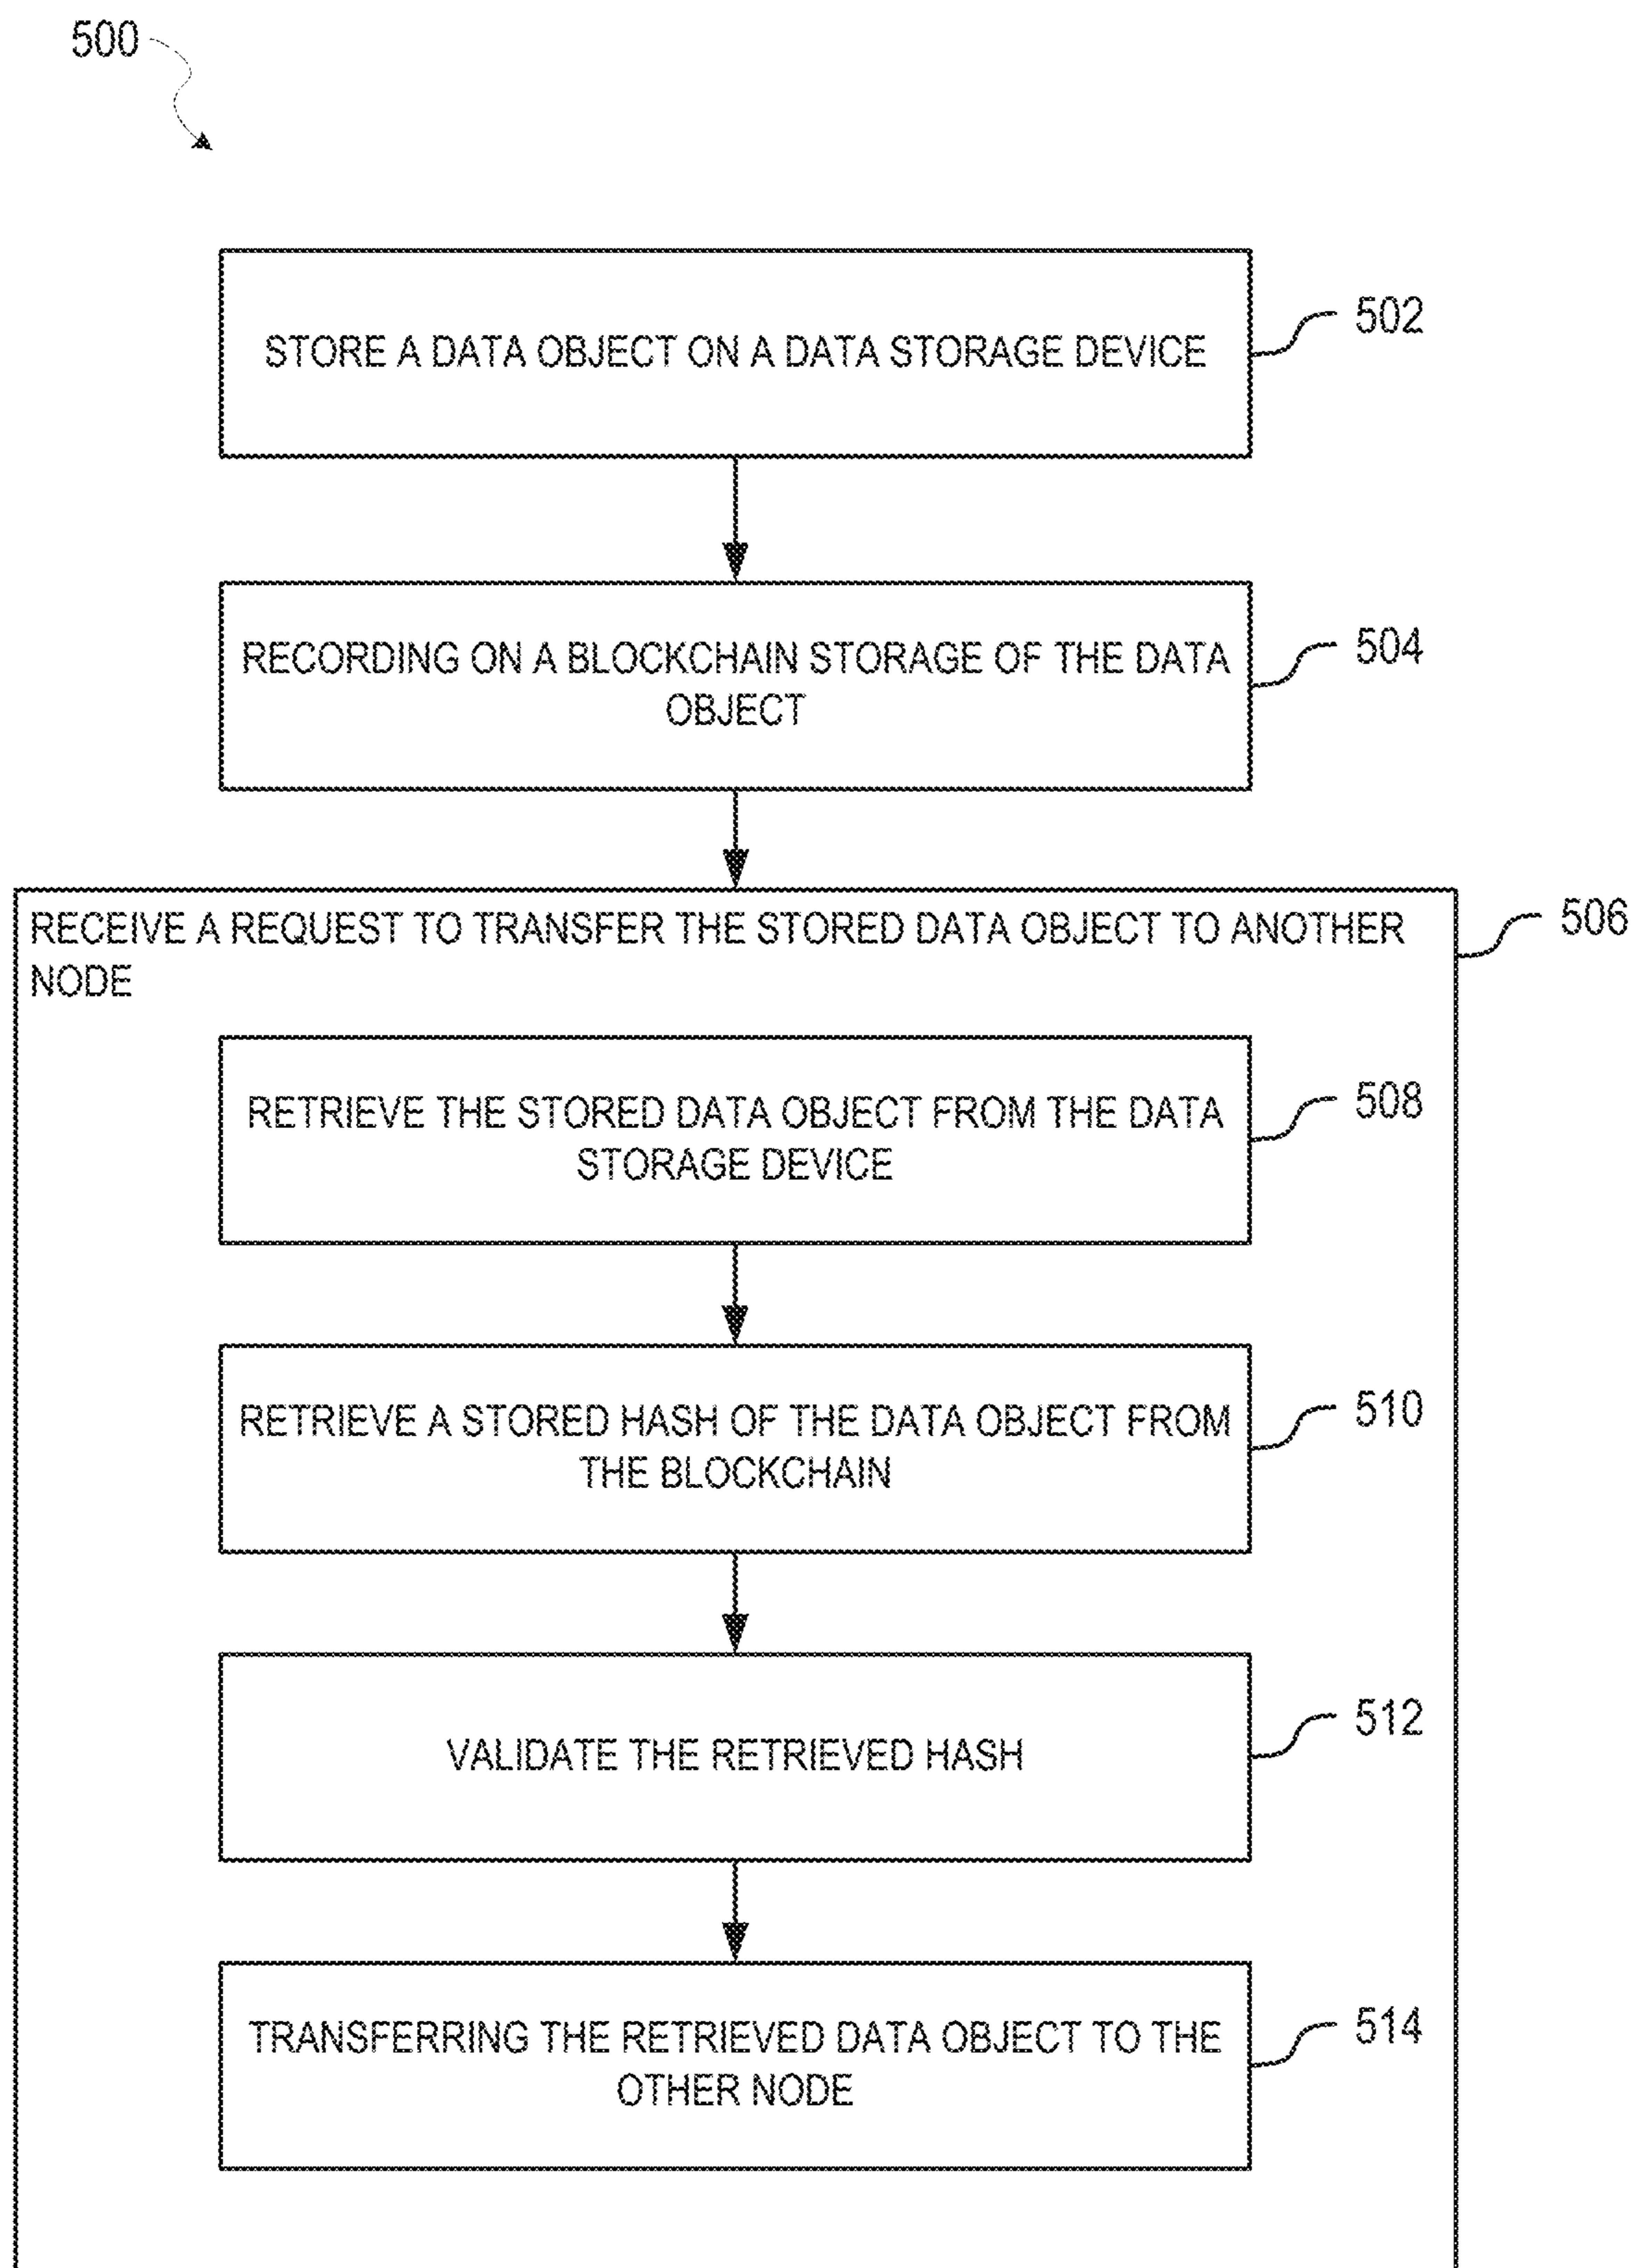 500
STORE A DATA OBJECT ON A DATA STORAGE DEVICE
502
RECORDING ON A BLOCKCHAIN STORAGE OF THE DATA
OBJECT
504
RECEIVE A REQUEST TO TRANSFER THE STORED DATA OBJECT TO ANOTHER
NODE
506
RETRIEVE THE STORED DATA OBJECT FROM THE DATA
STORAGE DEVICE
508
RETRIEVE A STORED HASH OF THE DATA OBJECT FROM
THE BLOCKCHAIN
510
VALIDATE THE RETRIEVED HASH
512
TRANSFERRING THE RETRIEVED DATA OBJECT TO THE
OTHER NODE
514